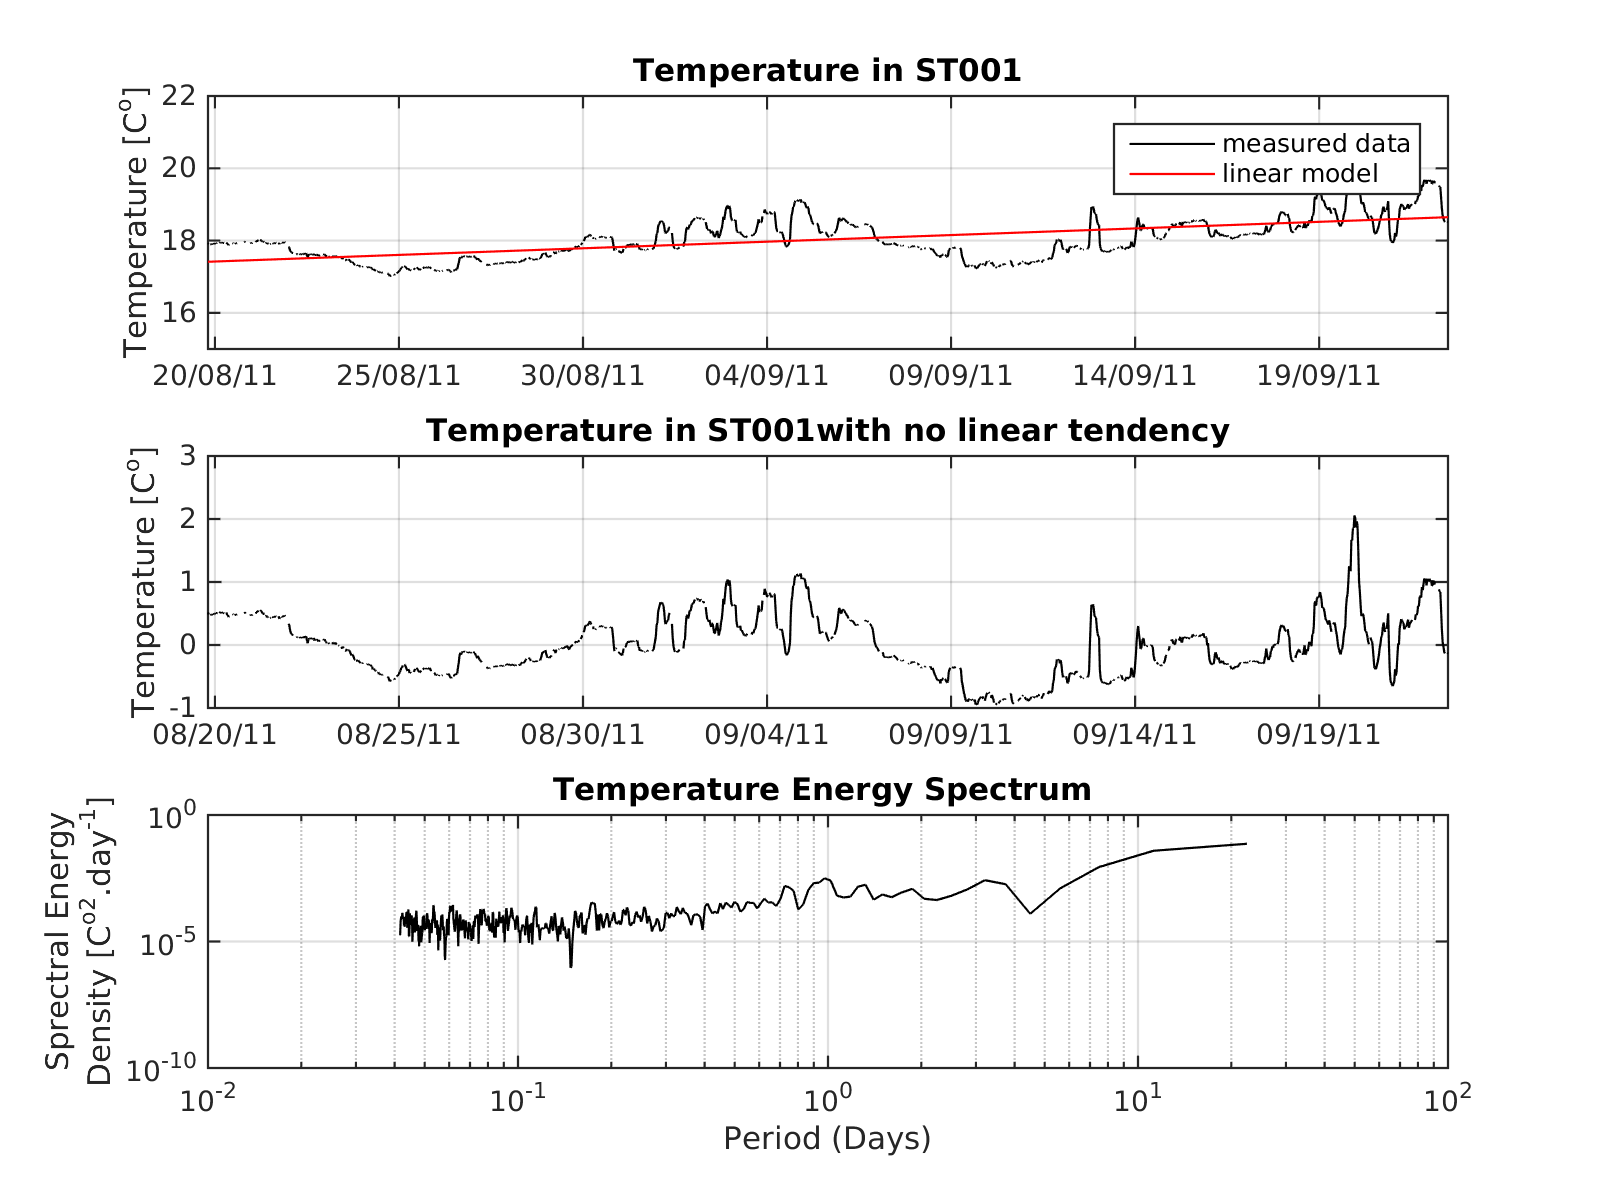 Temperature in ST001
Temperature [C^o]
22
20
18
16
measured data
linear model
20/08/11 25/08/11 30/08/11 04/09/11 09/09/11 14/09/11 19/09/11
Temperature in ST001with no linear tendency
Temperature [C^o]
3
2
1
0
-1
08/20/11 08/25/11 08/30/11 09/04/11 09/09/11 09/14/11 09/19/11
Temperature Energy Spectrum
Sprectral Energy
Density [C^o2.day^-1]
10^0
10^-5
10^-10
10^-2 10^-1 10^0 10^1 10^2
Period (Days)